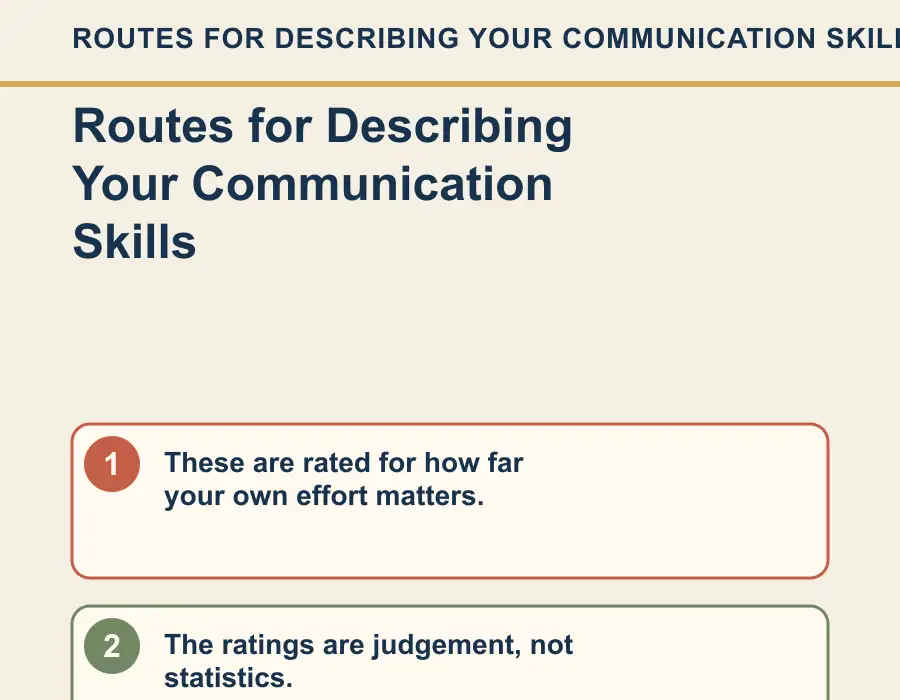 ROUTES FOR DESCRIBING YOUR COMMUNICATION
Routes for Describing
Your Communication
Skills
1
These are rated for how far
your own effort matters.
2
The ratings are judgement, not
statistics.